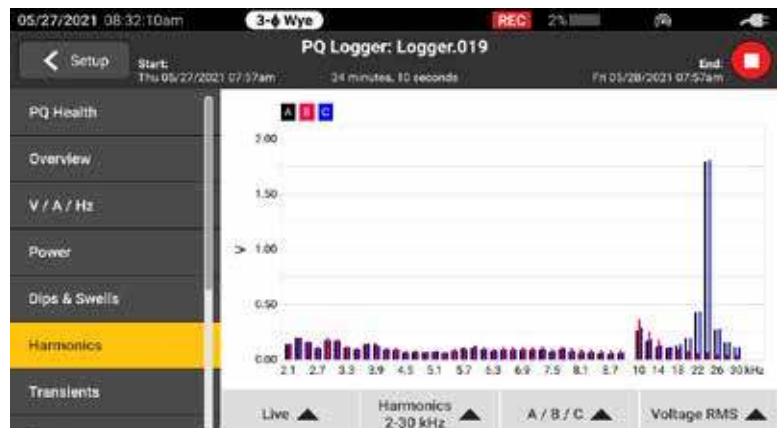 05/27/2021 08:32:10am 3-ϕ Wye REC 2%
Setup
PQ Logger: Logger.019
Start:
Thu 05/27/2021 07:57am
34 minutes, 10 seconds
End:
Fri 05/28/2021 07:57am
PQ Health
Overview
V / A / Hz
Power
Dips & Swells
Harmonics
Transients
A B C
2.00
1.50
V 1.00
0.50
0.00
2.1 2.7 3.3 3.9 4.5 5.1 5.7 6.3 6.9 7.5 8.1 8.7 10 14 18 22 26 30 kHz
Live
Harmonics
2-30 kHz
A / B / C
Voltage RMS